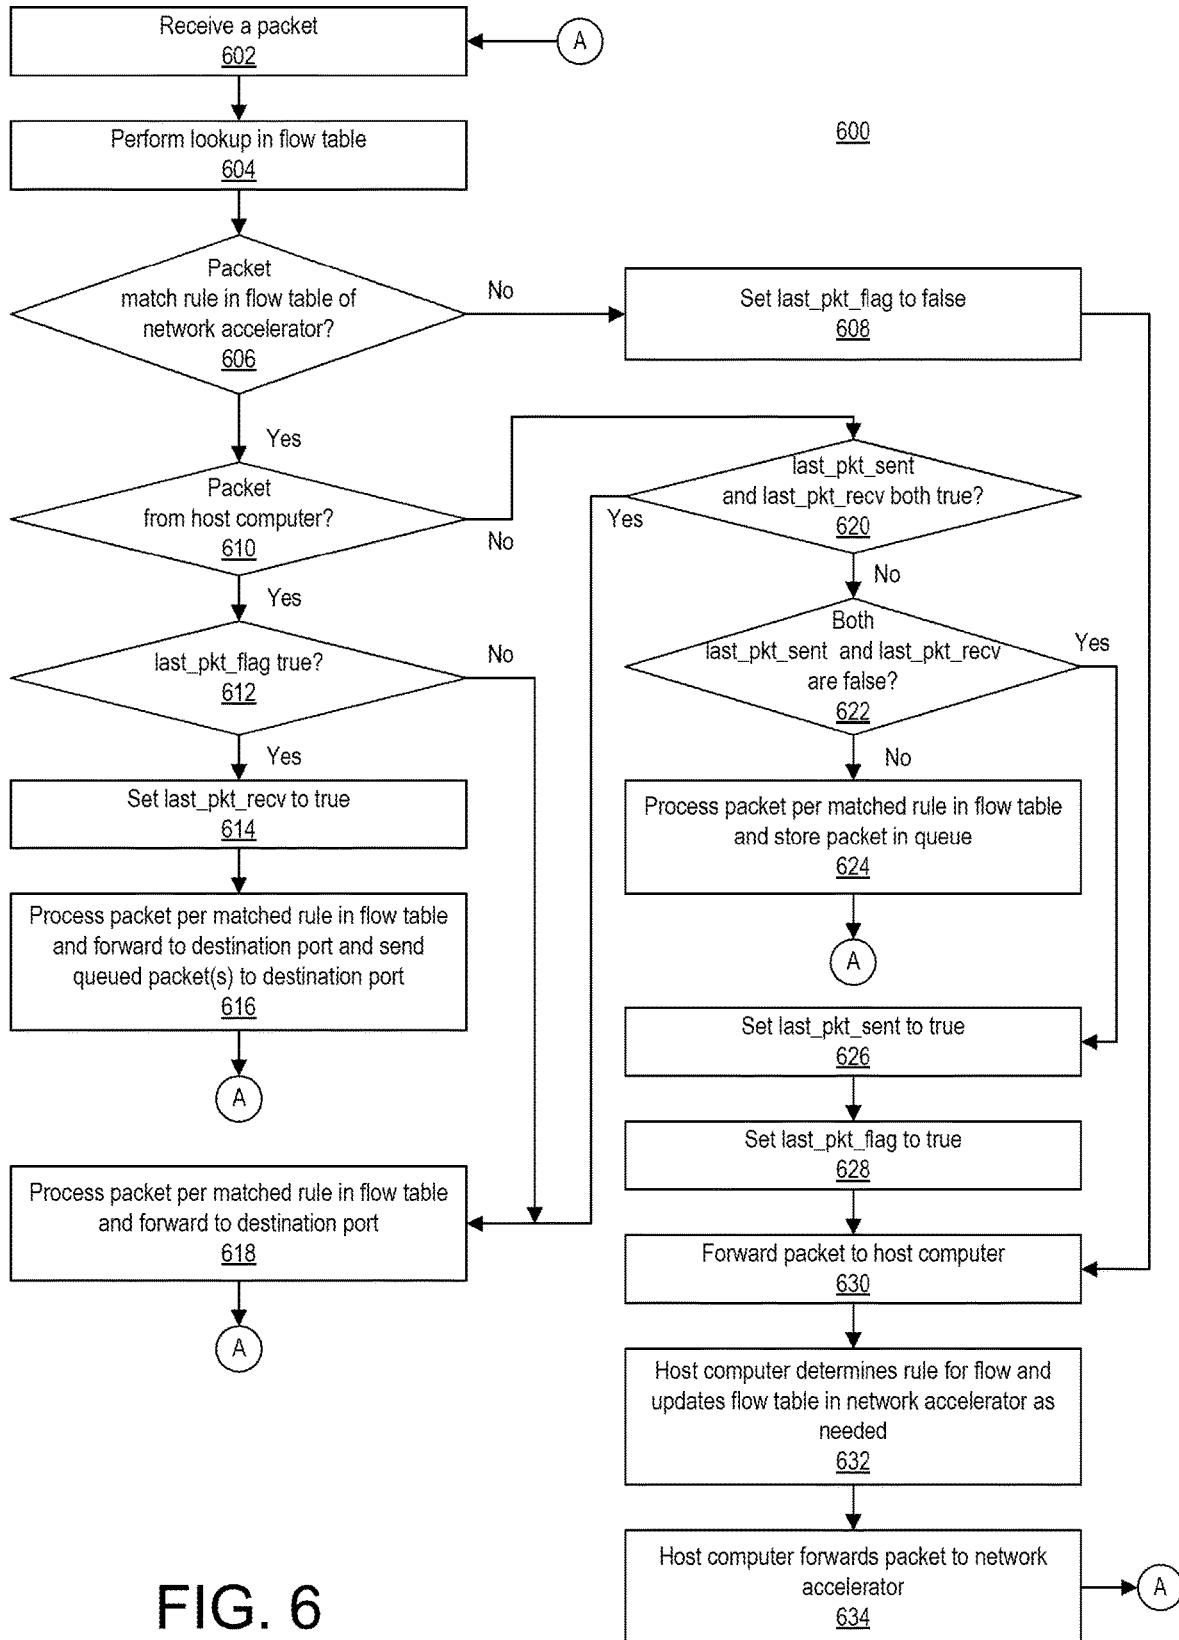 Receive a packet
602
A
Perform lookup in flow table
604
600
Packet
match rule in flow table of
network accelerator?
606
No
Set last_pkt_flag to false
608
Yes
Packet
from host computer?
610
No
last_pkt_sent
and last_pkt_recv both true?
620
Yes
No
Yes
last_pkt_flag true?
612
No
Both
last_pkt_sent and last_pkt_recv
are false?
622
Yes
No
Yes
Set last_pkt_recv to true
614
Process packet per matched rule in flow table
and store packet in queue
624
A
Process packet per matched rule in flow table
and forward to destination port and send
queued packet(s) to destination port
616
A
Set last_pkt_sent to true
626
Set last_pkt_flag to true
628
Process packet per matched rule in flow table
and forward to destination port
618
A
Forward packet to host computer
630
Host computer determines rule for flow and
updates flow table in network accelerator as
needed
632
Host computer forwards packet to network
accelerator
634
A
FIG. 6